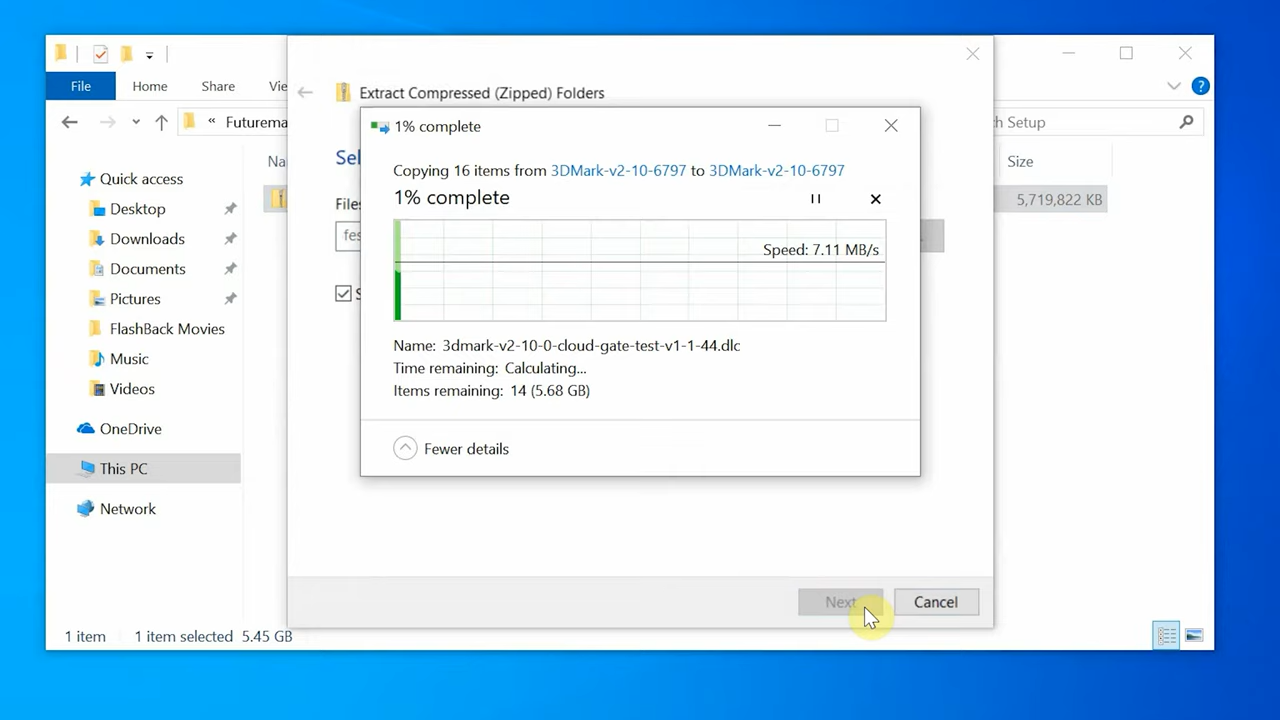 File
Home
Share
Vie
?
« Futurema
h Setup
Extract Compressed (Zipped) Folders
1% complete
Copying 16 items from 3DMark-v2-10-6797 to 3DMark-v2-10-6797
1% complete
Speed: 7.11 MB/s
Name: 3dmark-v2-10-0-cloud-gate-test-v1-1-44.dlc
Time remaining: Calculating...
Items remaining: 14 (5.68 GB)
Fewer details
Sel
Files
fes
S
Next
Cancel
Na
Size
5,719,822 KB
Quick access
Desktop
Downloads
Documents
Pictures
FlashBack Movies
Music
Videos
OneDrive
This PC
Network
1 item 1 item selected 5.45 GB